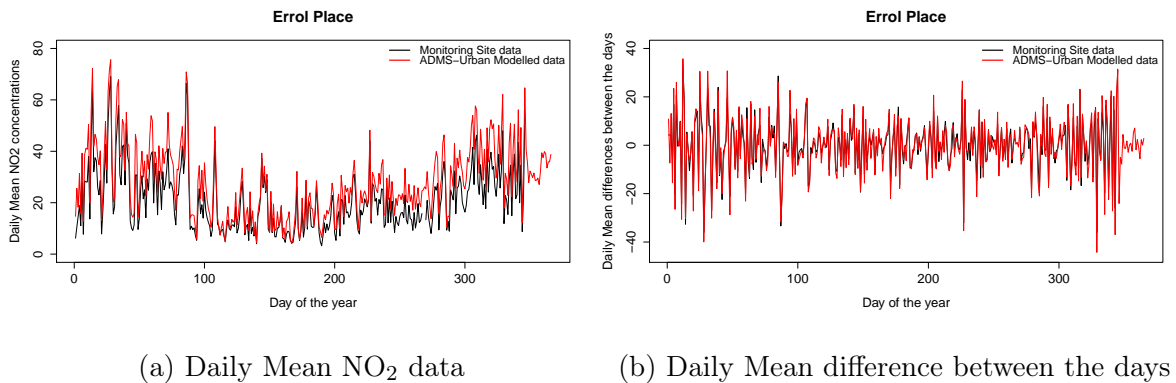 Errol Place
Monitoring Site data
ADMS-Urban Modelled data
Daily Mean NO2 concentrations
80
60
40
20
0
0 100 200 300
Day of the year
(a) Daily Mean NO₂ data
Errol Place
Monitoring Site data
ADMS-Urban Modelled data
Daily Mean differences between the days
40
20
0
−20
−40
0 100 200 300
Day of the year
(b) Daily Mean difference between the days